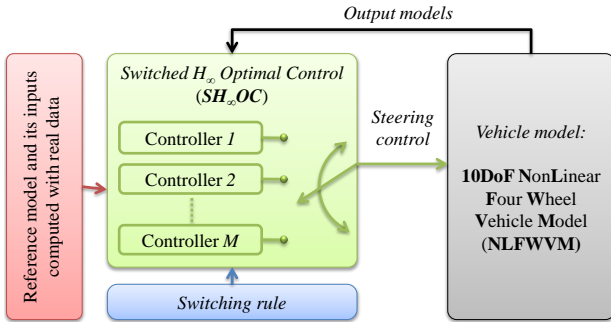 Output models
Reference model and its inputs
computed with real data
Switched H∞ Optimal Control
(SH∞OC)
Controller 1
Controller 2
Controller M
Steering
control
Vehicle model:
10DoF NonLinear
Four Wheel
Vehicle Model
(NLFWVM)
Switching rule